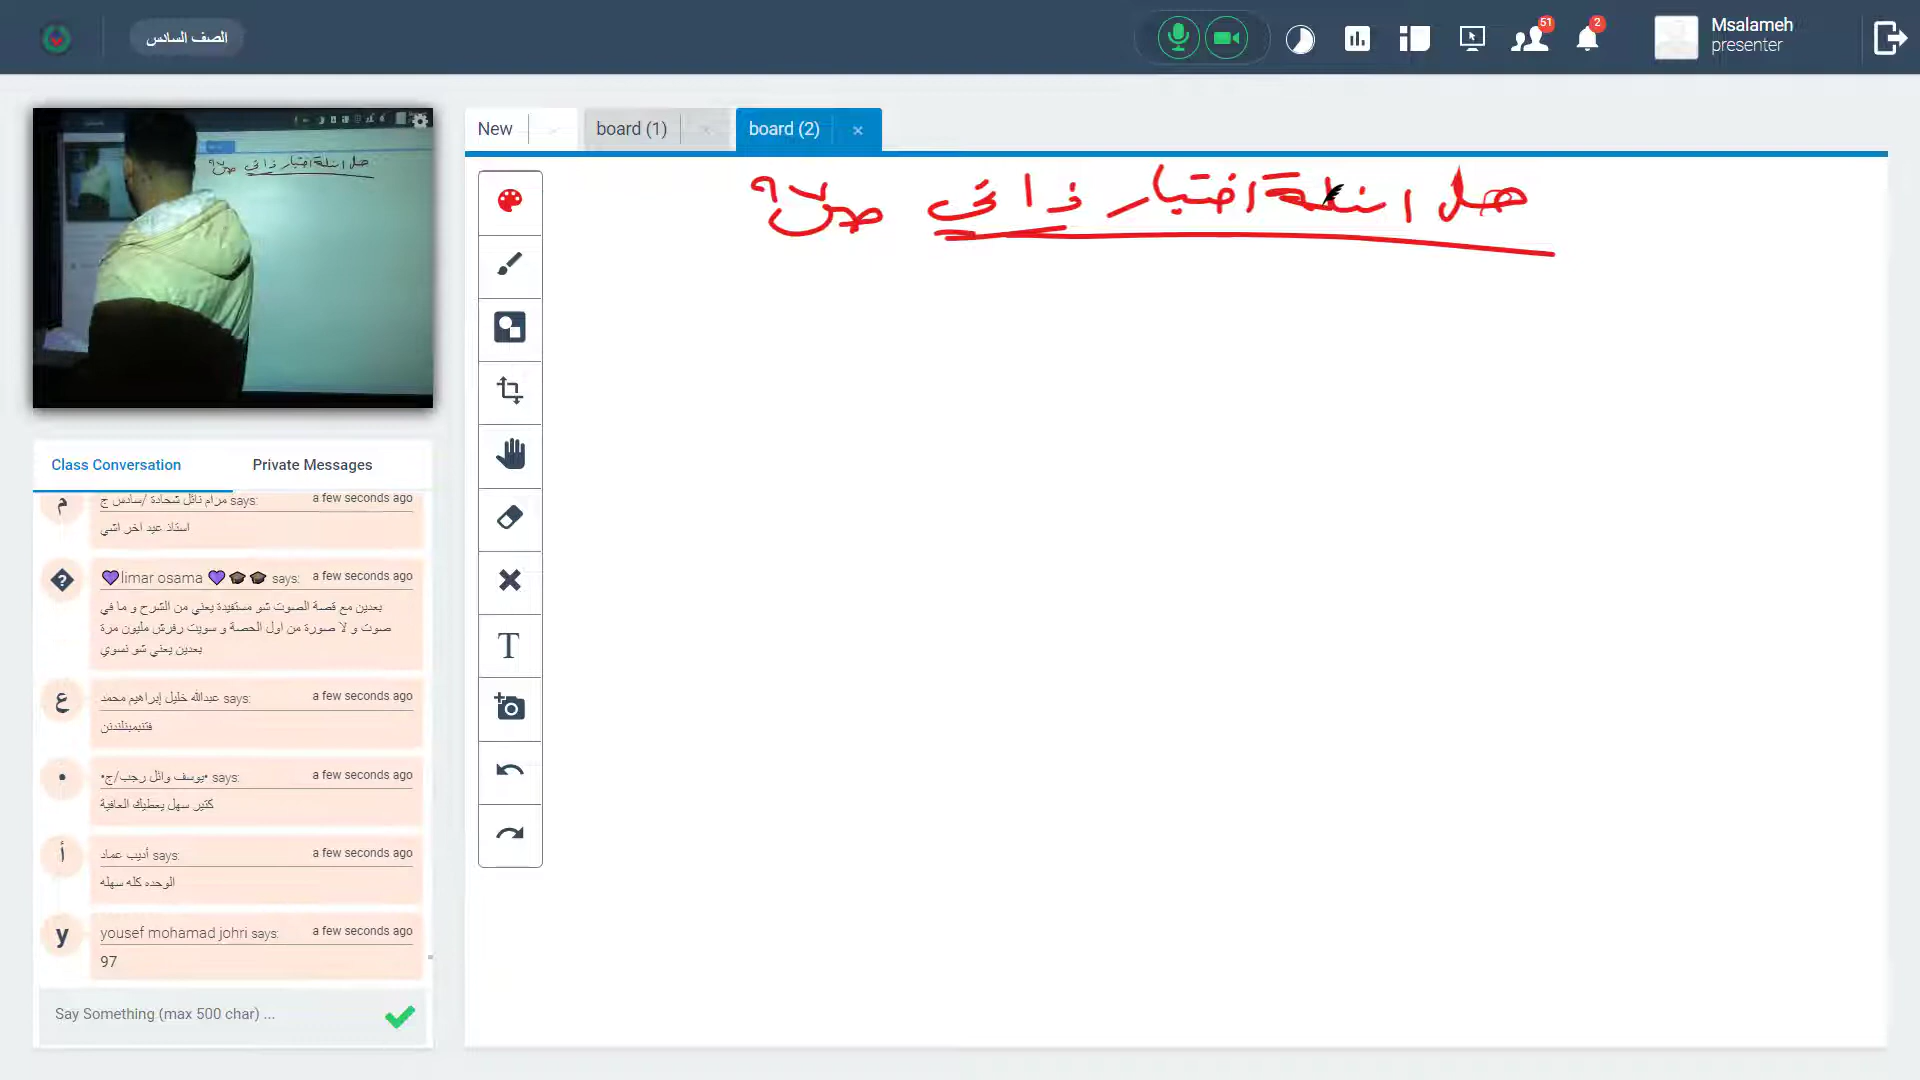 الصف السادس
51
2
Msalameh
presenter
New
board (1)
board (2)
حل اسئلة اختبار ذاتي ص ٩٧
Class Conversation
Private Messages
مرام نائل شحادة /سادس ج says:
a few seconds ago
م
استاذ عيد اخر اشي
💜limar osama 💜🎓🎓 says:
a few seconds ago
بعدين مع قصة الصوت شو مستفيدة يعني من الشرح و ما في
صوت و لا صورة من اول الحصة و سويت رفرش مليون مرة
بعدين يعني شو نسوي
ع
عبدالله خليل إبراهيم محمد says:
a few seconds ago
•يوسف وائل رجب/ج• says:
a few seconds ago
كتير سهل يعطيك العافية
أ
أديب عماد says:
a few seconds ago
الوحده كله سهله
y
yousef mohamad johri says:
a few seconds ago
97
Say Something (max 500 char) ...
T